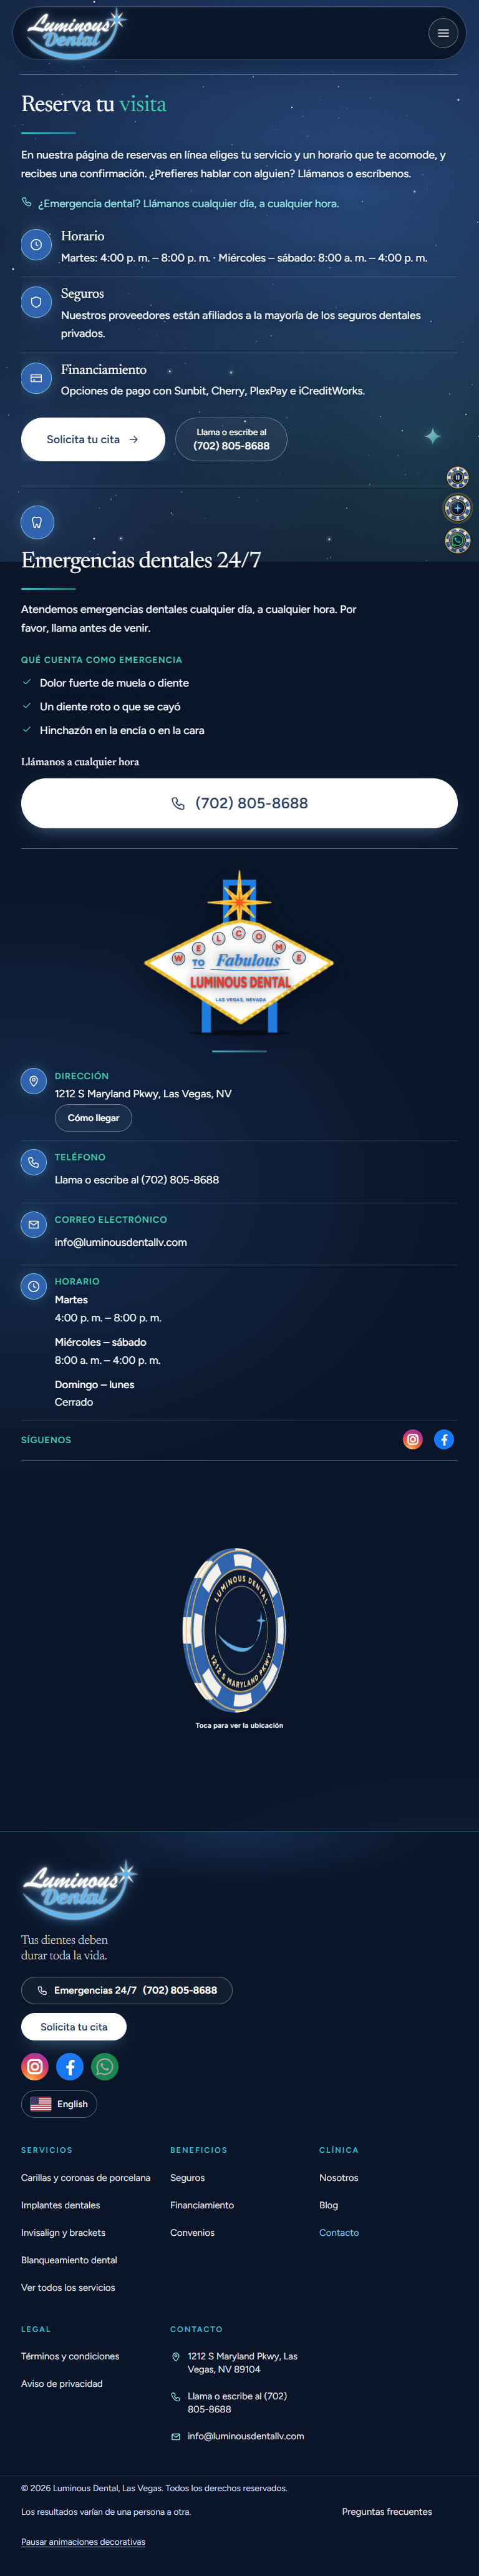 Luminous
Dental
Reserva tu visita
En nuestra página de reservas en línea eliges tu servicio y un horario que te acomode, y
recibes una confirmación. ¿Prefieres hablar con alguien? Llámanos o escríbenos.
¿Emergencia dental? Llámanos cualquier día, a cualquier hora.
Horario
Martes: 4:00 p. m. – 8:00 p. m. · Miércoles – sábado: 8:00 a. m. – 4:00 p. m.
Seguros
Nuestros proveedores están afiliados a la mayoría de los seguros dentales
privados.
Financiamiento
Opciones de pago con Sunbit, Cherry, PlexPay e iCreditWorks.
Solicita tu cita
Llama o escribe al
(702) 805-8688
Emergencias dentales 24/7
Atendemos emergencias dentales cualquier día, a cualquier hora. Por
favor, llama antes de venir.
QUÉ CUENTA COMO EMERGENCIA
Dolor fuerte de muela o diente
Un diente roto o que se cayó
Hinchazón en la encía o en la cara
Llámanos a cualquier hora
(702) 805-8688
WELCOME
TO Fabulous
LUMINOUS DENTAL
LAS VEGAS, NEVADA
DIRECCIÓN
1212 S Maryland Pkwy, Las Vegas, NV
Cómo llegar
TELÉFONO
Llama o escribe al (702) 805-8688
CORREO ELECTRÓNICO
info@luminousdentallv.com
HORARIO
Martes
4:00 p. m. – 8:00 p. m.
Miércoles – sábado
8:00 a. m. – 4:00 p. m.
Domingo – lunes
Cerrado
SÍGUENOS
LUMINOUS DENTAL
1212 S MARYLAND PKWY
Toca para ver la ubicación
Luminous
Dental
Tus dientes deben
durar toda la vida.
Emergencias 24/7 (702) 805-8688
Solicita tu cita
English
SERVICIOS
Carillas y coronas de porcelana
Implantes dentales
Invisalign y brackets
Blanqueamiento dental
Ver todos los servicios
BENEFICIOS
Seguros
Financiamiento
Convenios
CLÍNICA
Nosotros
Blog
Contacto
LEGAL
Términos y condiciones
Aviso de privacidad
CONTACTO
1212 S Maryland Pkwy, Las
Vegas, NV 89104
Llama o escribe al (702)
805-8688
info@luminousdentallv.com
© 2026 Luminous Dental, Las Vegas. Todos los derechos reservados.
Los resultados varían de una persona a otra.
Preguntas frecuentes
Pausar animaciones decorativas